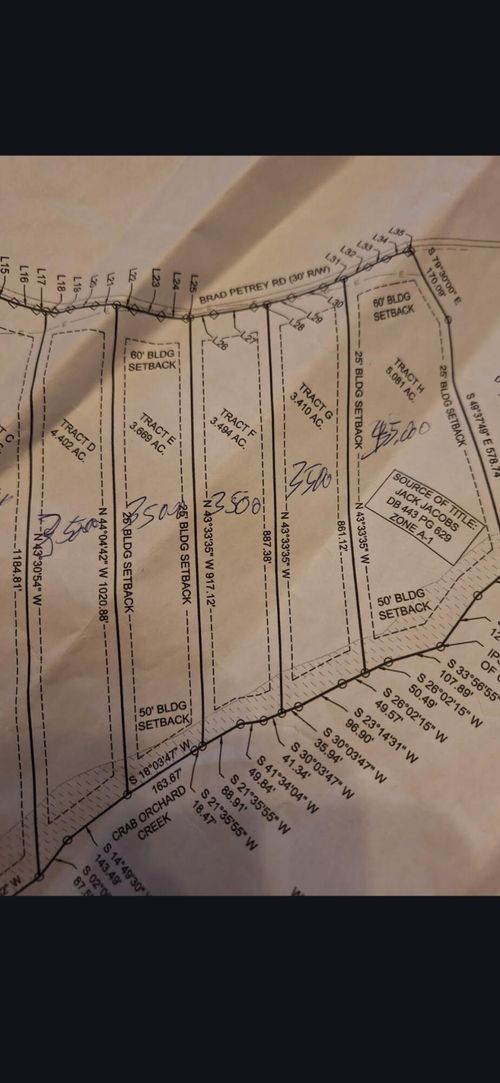 L15
L16
L17
L18
L19
L20
L21
L22
L23
L24
L25
BRAD PETREY RD (30' R/W)
L26
L27
L28
L29
L30
L31
L32
L33
L34
L35
S 79°30'00" E
170.09'
60' BLDG
SETBACK
60' BLDG
SETBACK
TRACT D
4.402 AC.
TRACT E
3.669 AC.
TRACT F
3.494 AC.
TRACT G
3.410 AC.
TRACT H
5.081 AC.
25' BLDG SETBACK
25' BLDG SETBACK
S 49°37'49" E 578.74
45,000
35000
3500
3500
SOURCE OF TITLE:
JACK JACOBS
DB 443 PG 629
ZONE A-1
1184.81'
N 43°30'54" W
N 44°04'42" W 1020.88'
25' BLDG SETBACK
25' BLDG SETBACK
N 43°33'35" W 917.12'
887.38'
N 43°33'35" W
861.12'
N 43°33'35" W
50' BLDG
SETBACK
50' BLDG
SETBACK
S 33°56'55"
107.89'
S 26°02'15" W
50.49'
S 26°02'15" W
49.57'
S 23°14'31" W
96.90'
S 30°03'47" W
35.94'
S 30°03'47" W
41.34'
S 41°34'04" W
49.84'
S 21°35'55" W
68.91'
S 21°35'55" W
18.47'
S 18°03'47" W
163.67'
CRAB ORCHARD
CREEK
S 14°49'30" W
143.49'